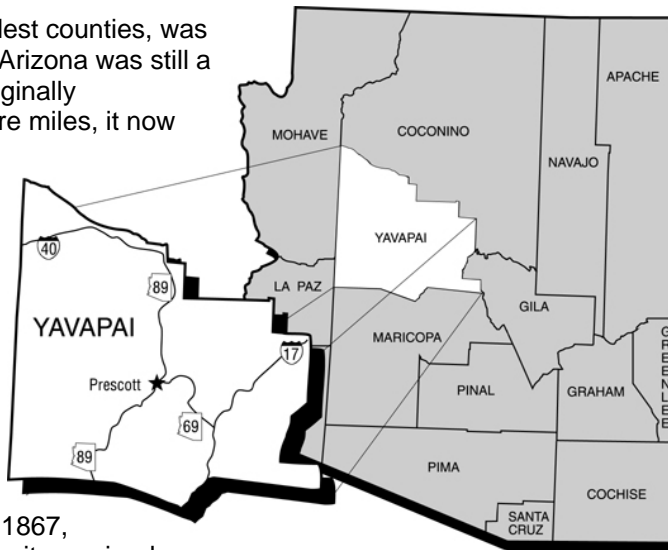 dest counties, was
Arizona was still a
ginally
re miles, it now
APACHE
MOHAVE
COCONINO
NAVAJO
YAVAPAI
40
89
LA PAZ
GILA
YAVAPAI
MARICOPA
17
Prescott
PINAL
GRAHAM
GREENLEE
69
89
PIMA
COCHISE
SANTA
CRUZ
1867,